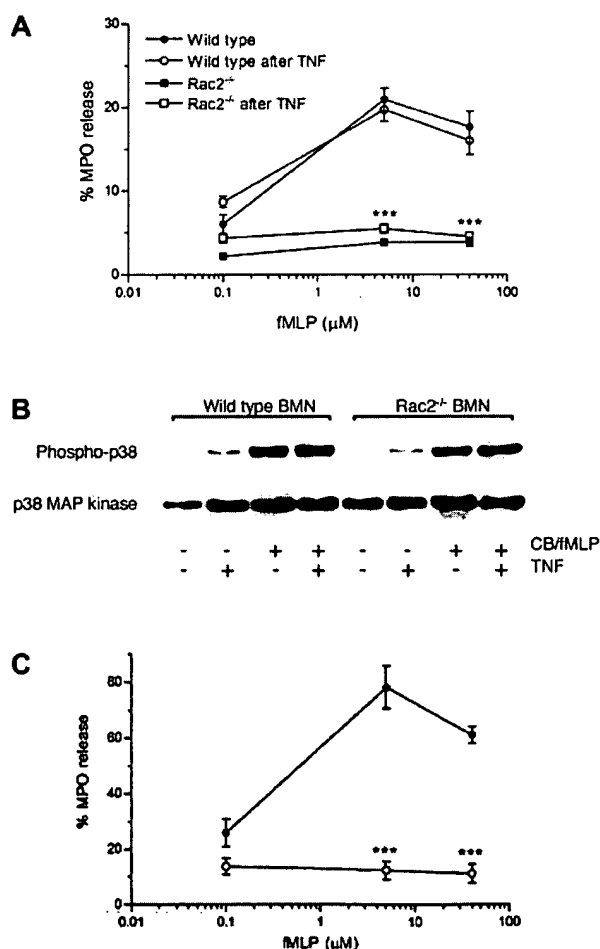 A
Wild type
Wild type after TNF
Rac2-/-
Rac2-/- after TNF
% MPO release
30
20
10
0
*** ***
0.01 0.1 1 10 100
fMLP (µM)
B
Wild type BMN Rac2-/- BMN
Phospho-p38
p38 MAP kinase
- - + + - - + + CB/fMLP
- + - + - + - + TNF
C
% MPO release
80
60
40
20
0
*** ***
0.01 0.1 1 10 100
fMLP (µM)